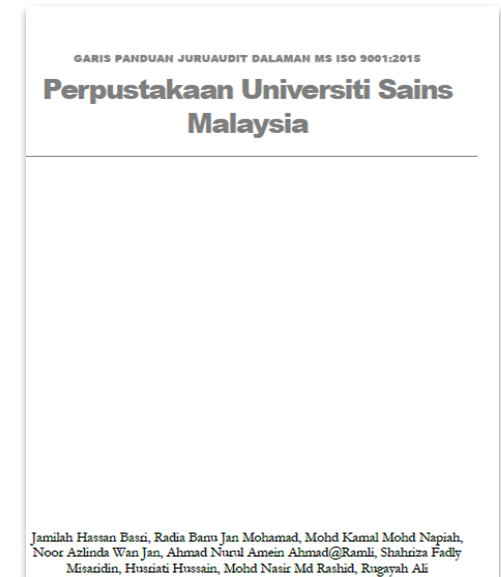 GARIS PANDUAN JURUAUDIT DALAMAN MS ISO 9001:2015
Perpustakaan Universiti Sains
Malaysia
Jamilah Hassan Basri, Radia Banu Jan Mohamad, Mohd Kamal Mohd Napiah,
Noor Azlinda Wan Jan, Ahmad Nurul Amein Ahmad@Ramli, Shahriza Fadly
Misaridin, Husriati Hussain, Mohd Nasir Md Rashid, Rugayah Ali